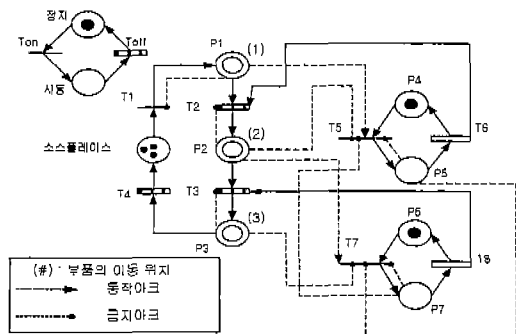 정지
Ton
Toff
시동
P1
(1)
T1
T2
P4
T5
T6
소스플레이스
P2
(2)
P5
T4
T3
P6
(3)
T7
P3
(#) : 부품의 이동 위치
동작아크
금지아크
18
P7